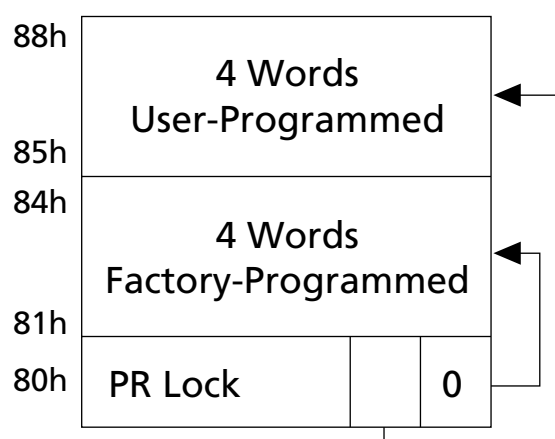 88h
4 Words
User-Programmed
85h
84h
4 Words
Factory-Programmed
81h
80h PR Lock 0